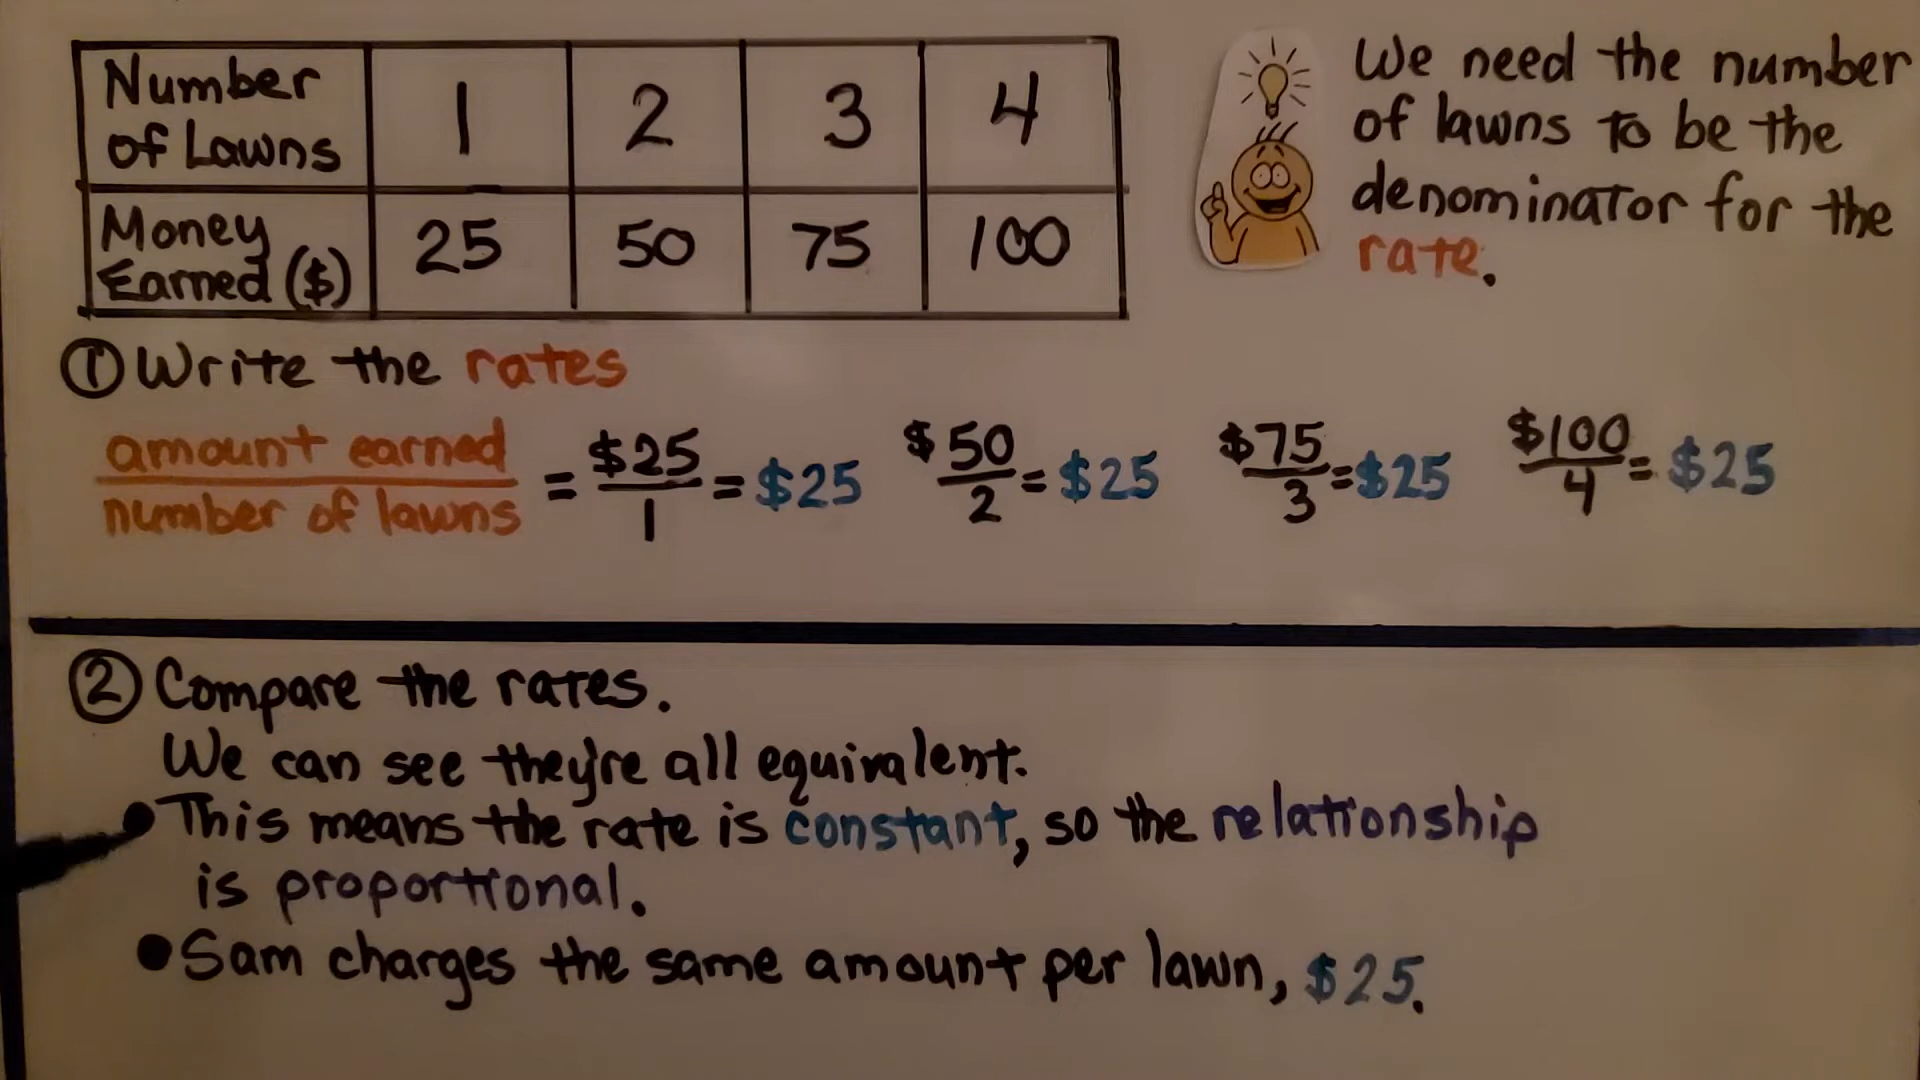 Number of Lawns 1 2 3 4
Money Earned ($) 25 50 75 100
We need the number
of lawns to be the
denominator for the
rate.
① Write the rates
amount earned / number of lawns = $25/1 = $25 $50/2 = $25 $75/3 = $25 $100/4 = $25
② Compare the rates.
We can see they're all equivalent.
• This means the rate is constant, so the relationship
is proportional.
• Sam charges the same amount per lawn, $25.